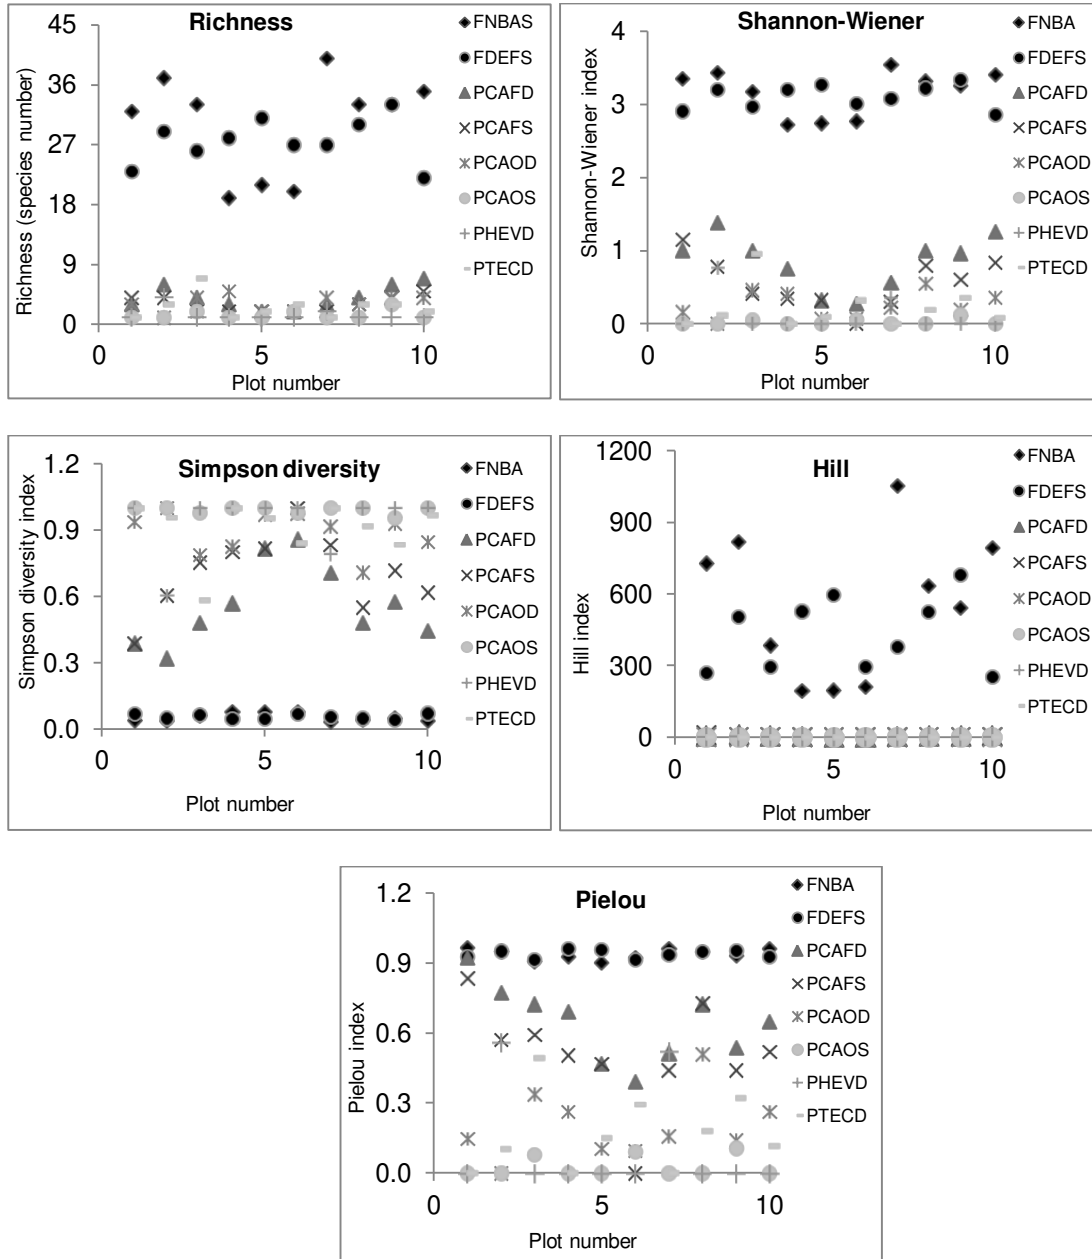 Richness
Richness (species number)
45
36
27
18
9
0
0
5
10
Plot number
FNBAS
FDEFS
PCAFD
PCAFS
PCAOD
PCAOS
PHEVD
PTECD
Shannon-Wiener
Shannon-Wiener index
4
3
2
1
0
0
5
10
Plot number
FNBA
FDEFS
PCAFD
PCAFS
PCAOD
PCAOS
PHEVD
PTECD
Simpson diversity
Simpson diversity index
1.2
0.9
0.6
0.3
0.0
0
5
10
Plot number
FNBA
FDEFS
PCAFD
PCAFS
PCAOD
PCAOS
PHEVD
PTECD
Hill
Hill index
1200
900
600
300
0
0
5
10
Plot number
FNBA
FDEFS
PCAFD
PCAFS
PCAOD
PCAOS
PHEVD
PTECD
Pielou
Pielou index
1.2
0.9
0.6
0.3
0.0
0
5
10
Plot number
FNBA
FDEFS
PCAFD
PCAFS
PCAOD
PCAOS
PHEVD
PTECD